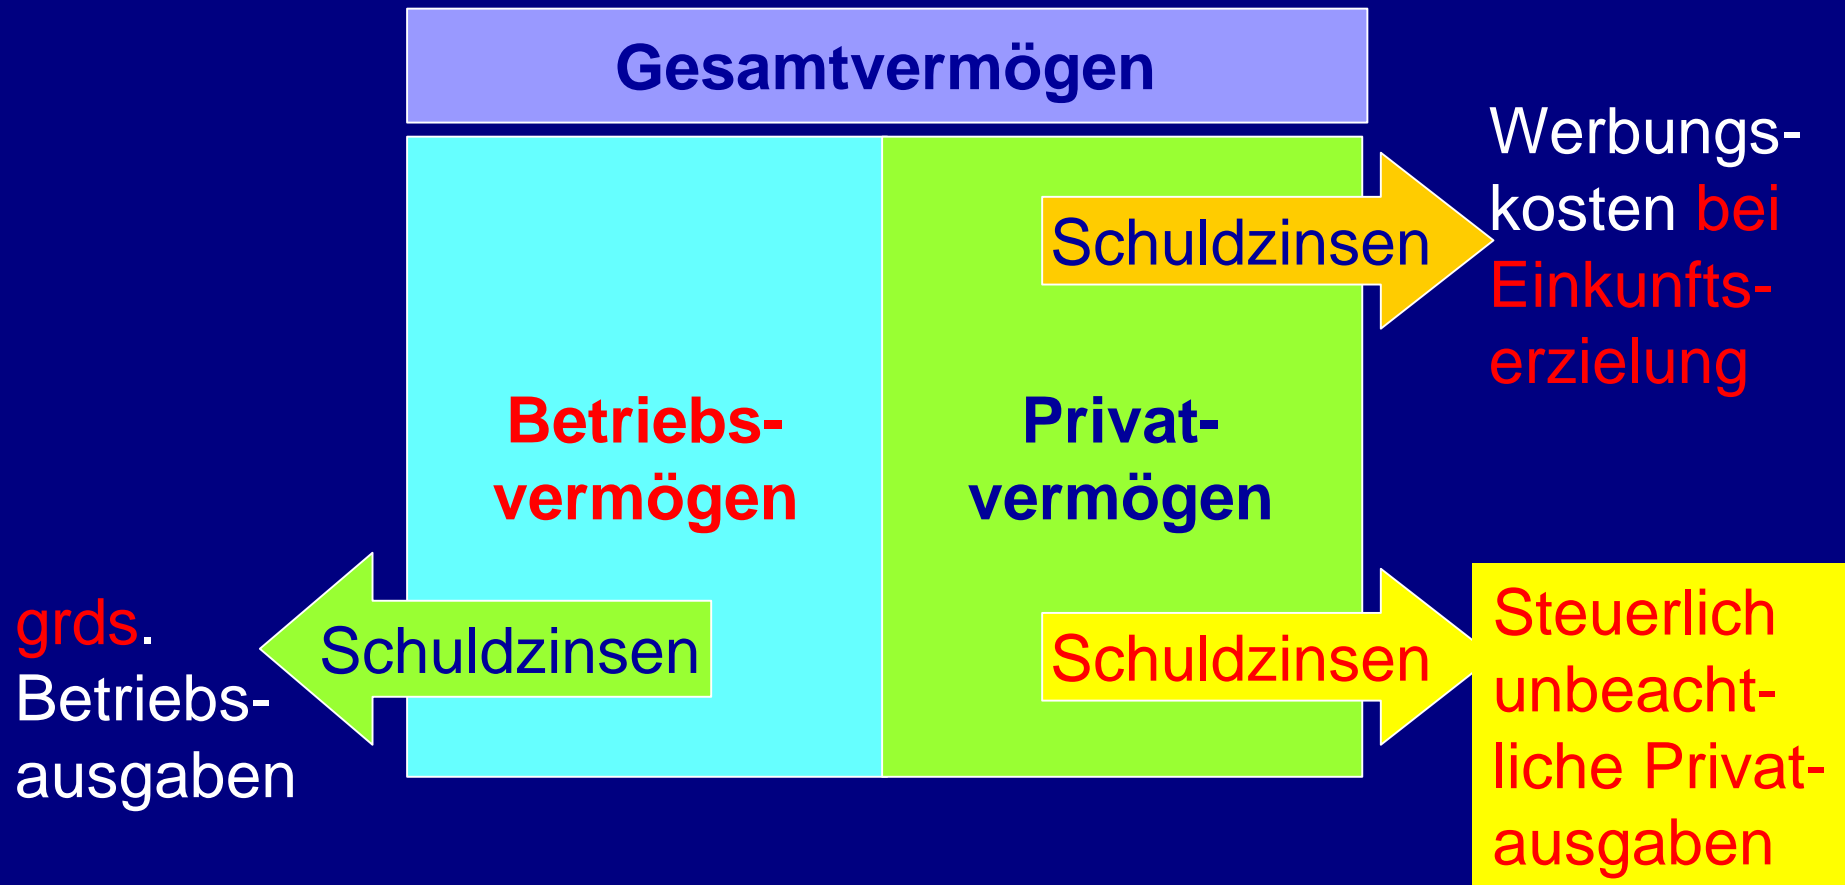 Gesamtvermögen
Werbungs-
kosten bei
Einkunfts-
erzielung
Schuldzinsen
Betriebs-
vermögen
Privat-
vermögen
grds.
Betriebs-
ausgaben
Schuldzinsen
Schuldzinsen
Steuerlich
unbeacht-
liche Privat-
ausgaben